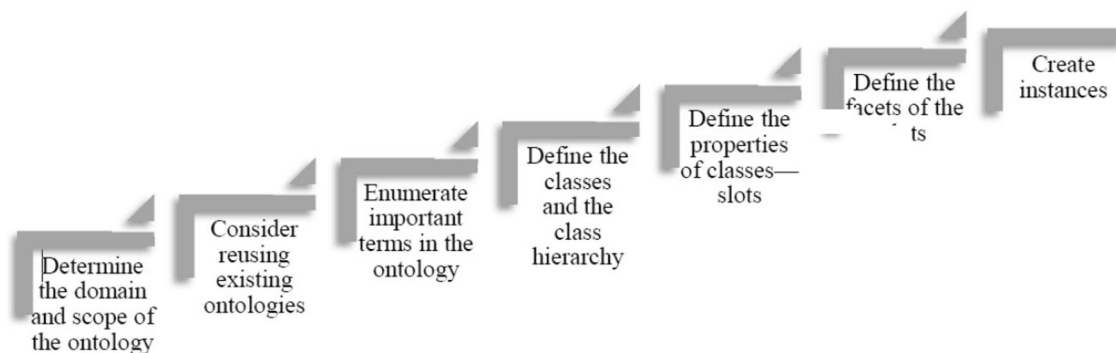 Determine
the domain
and scope of
the ontology
Consider
reusing
existing
ontologies
Enumerate
important
terms in the
ontology
Define the
classes
and the
class
hierarchy
Define the
properties
of classes—
slots
Define the
facets of the
ts
Create
instances